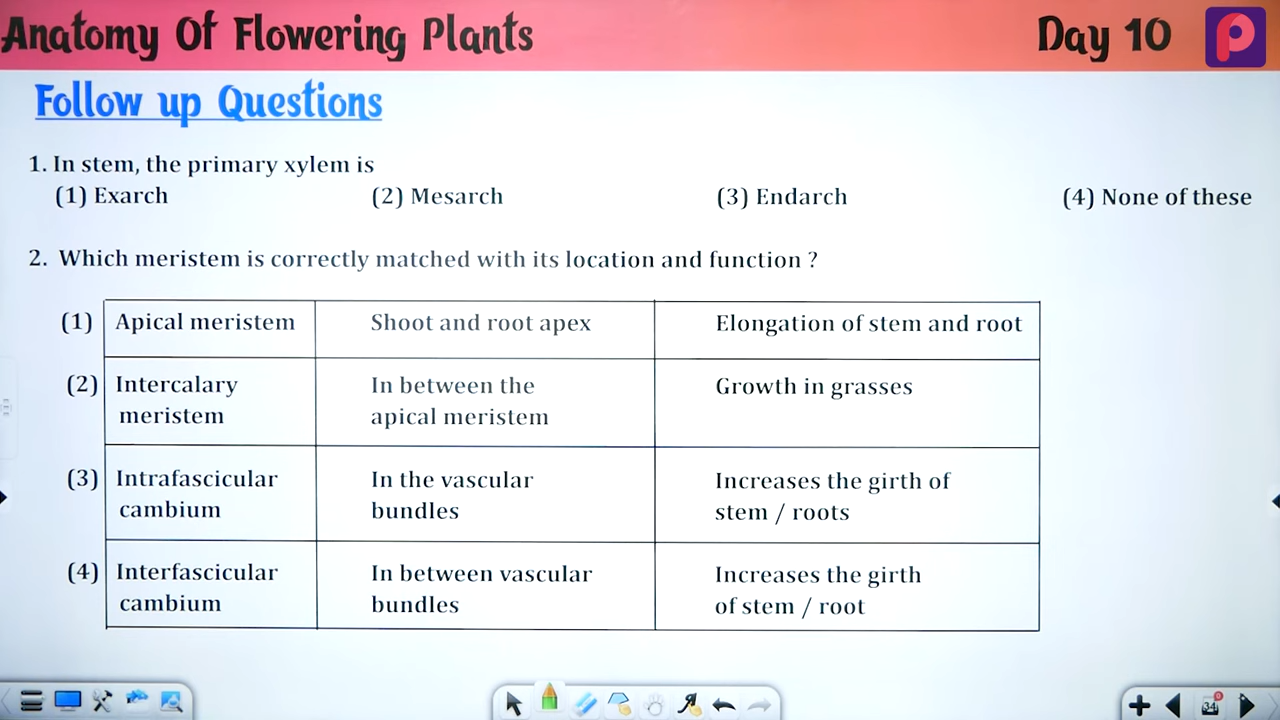 Anatomy Of Flowering Plants Day 10
Follow up Questions
1. In stem, the primary xylem is
(1) Exarch (2) Mesarch (3) Endarch (4) None of these
2. Which meristem is correctly matched with its location and function ?
(1) Apical meristem Shoot and root apex Elongation of stem and root
(2) Intercalary In between the Growth in grasses
meristem apical meristem
(3) Intrafascicular In the vascular Increases the girth of
cambium bundles stem / roots
(4) Interfascicular In between vascular Increases the girth
cambium bundles of stem / root
34